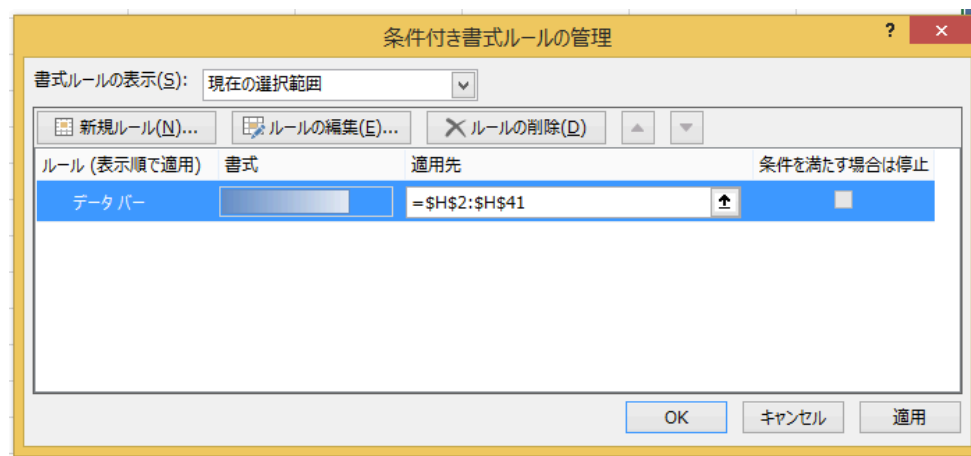 条件付き書式ルールの管理 ? ×
書式ルールの表示(S): 現在の選択範囲
新規ルール(N)... ルールの編集(E)... ルールの削除(D)
ルール (表示順で適用) 書式 適用先 条件を満たす場合は停止
データ バー =$H$2:$H$41
OK キャンセル 適用